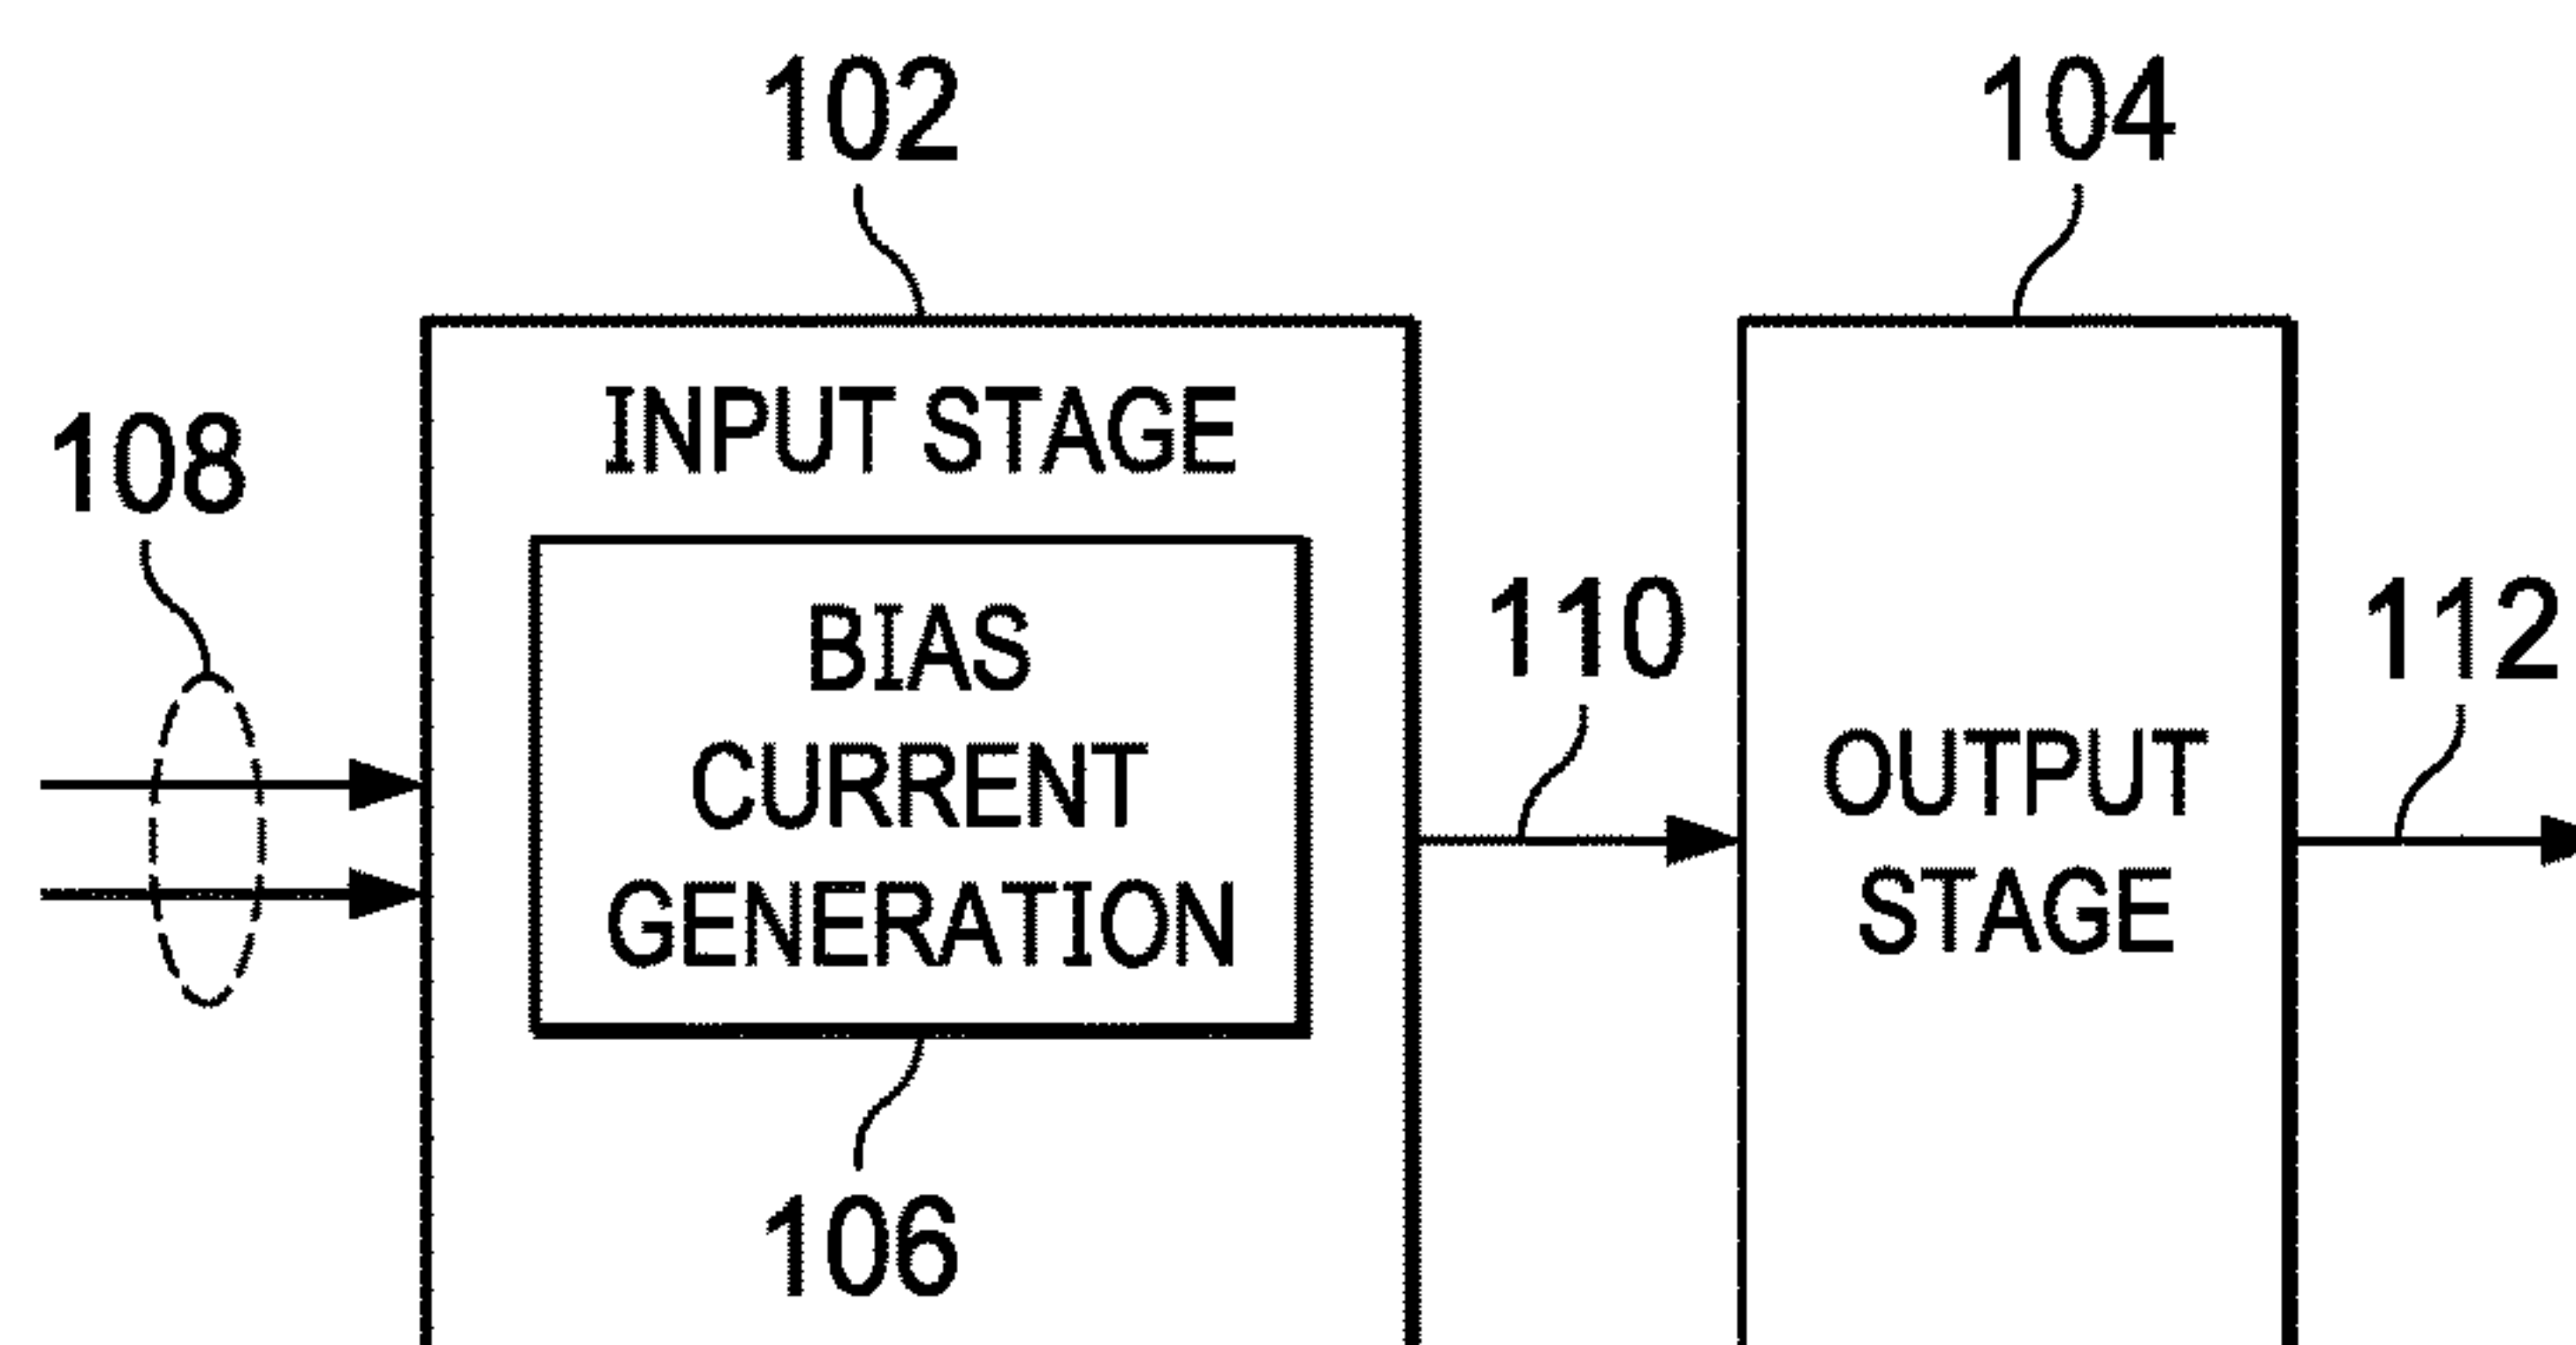 102
104
108
INPUT STAGE
BIAS
CURRENT
GENERATION
110
OUTPUT
STAGE
112
106